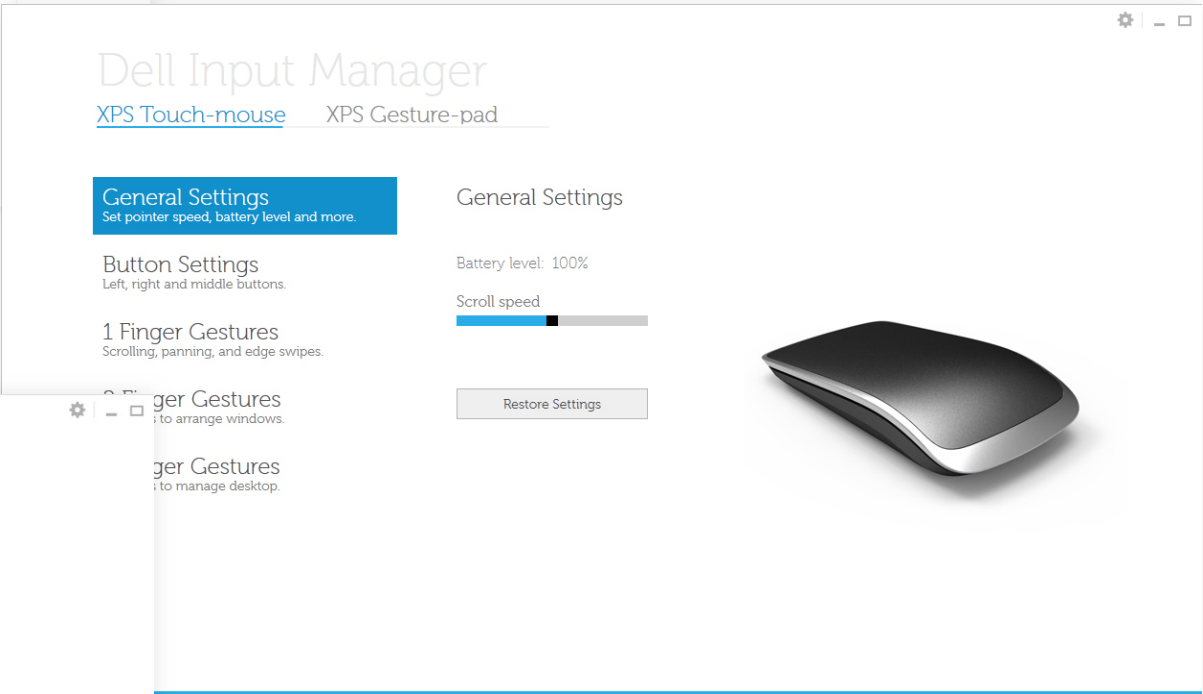 Dell Input Manager
XPS Touch-mouse XPS Gesture-pad
General Settings
Set pointer speed, battery level and more.
Button Settings
Left, right and middle buttons.
1 Finger Gestures
Scrolling, panning, and edge swipes.
Gestures
to arrange windows.
Gestures
to manage desktop.
General Settings
Battery level: 100%
Scroll speed
Restore Settings